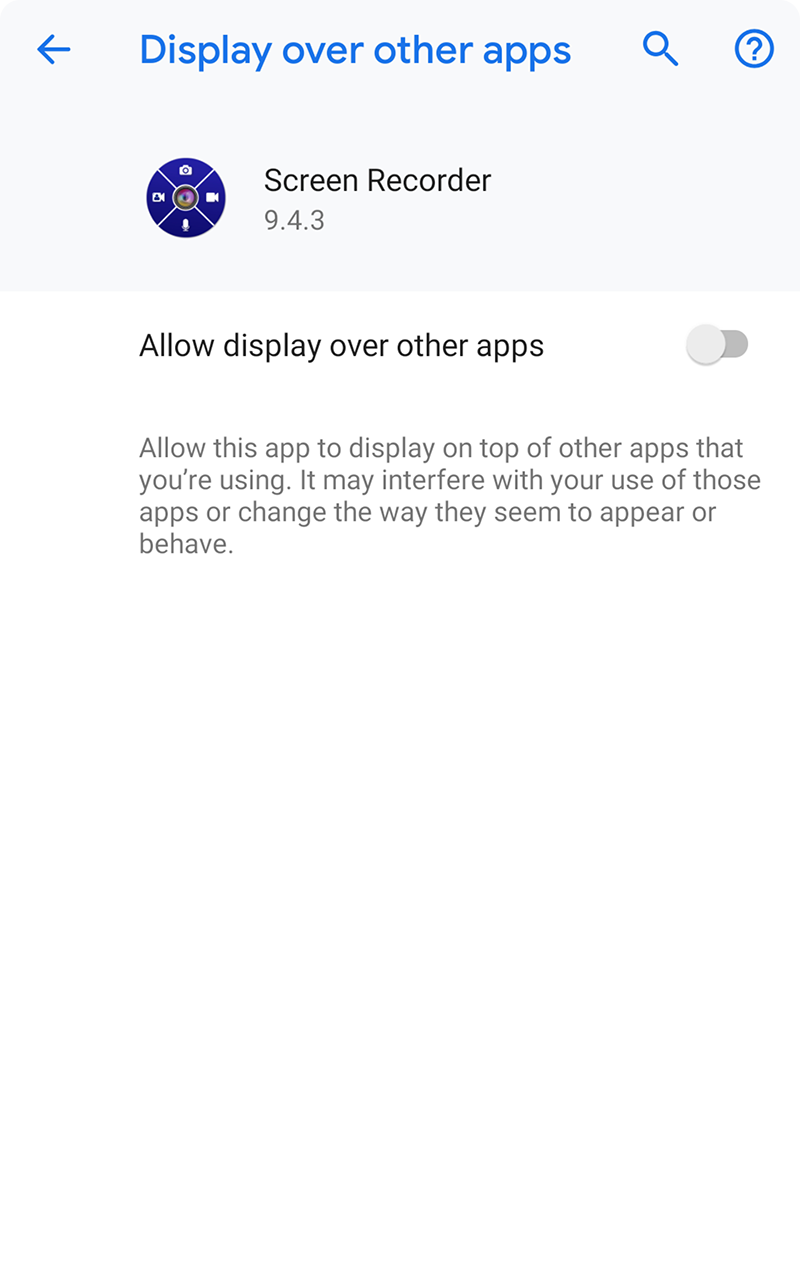 Display over other apps
Screen Recorder
9.4.3
Allow display over other apps
Allow this app to display on top of other apps that
you’re using. It may interfere with your use of those
apps or change the way they seem to appear or
behave.